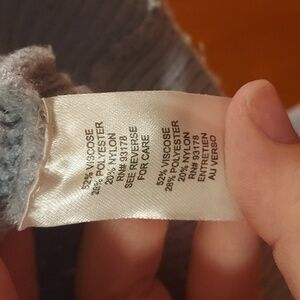 52% VISCOSE
28% POLYESTER
20% NYLON
RN# 93178
SEE REVERSE
FOR CARE
52% VISCOSE
28% POLYESTER
20% NYLON
RN# 93178
ENTRETIEN
AU VERSO